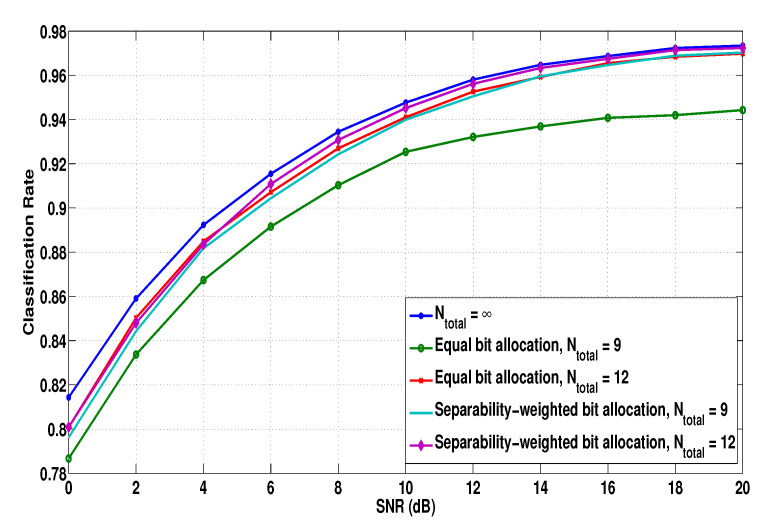 0.98
0.96
0.94
0.92
0.9
0.88
0.86
0.84
0.82
0.8
0.78
Classification Rate
N_total = ∞
Equal bit allocation, N_total = 9
Equal bit allocation, N_total = 12
Separability-weighted bit allocation, N_total = 9
Separability-weighted bit allocation, N_total = 12
0 2 4 6 8 10 12 14 16 18 20
SNR (dB)